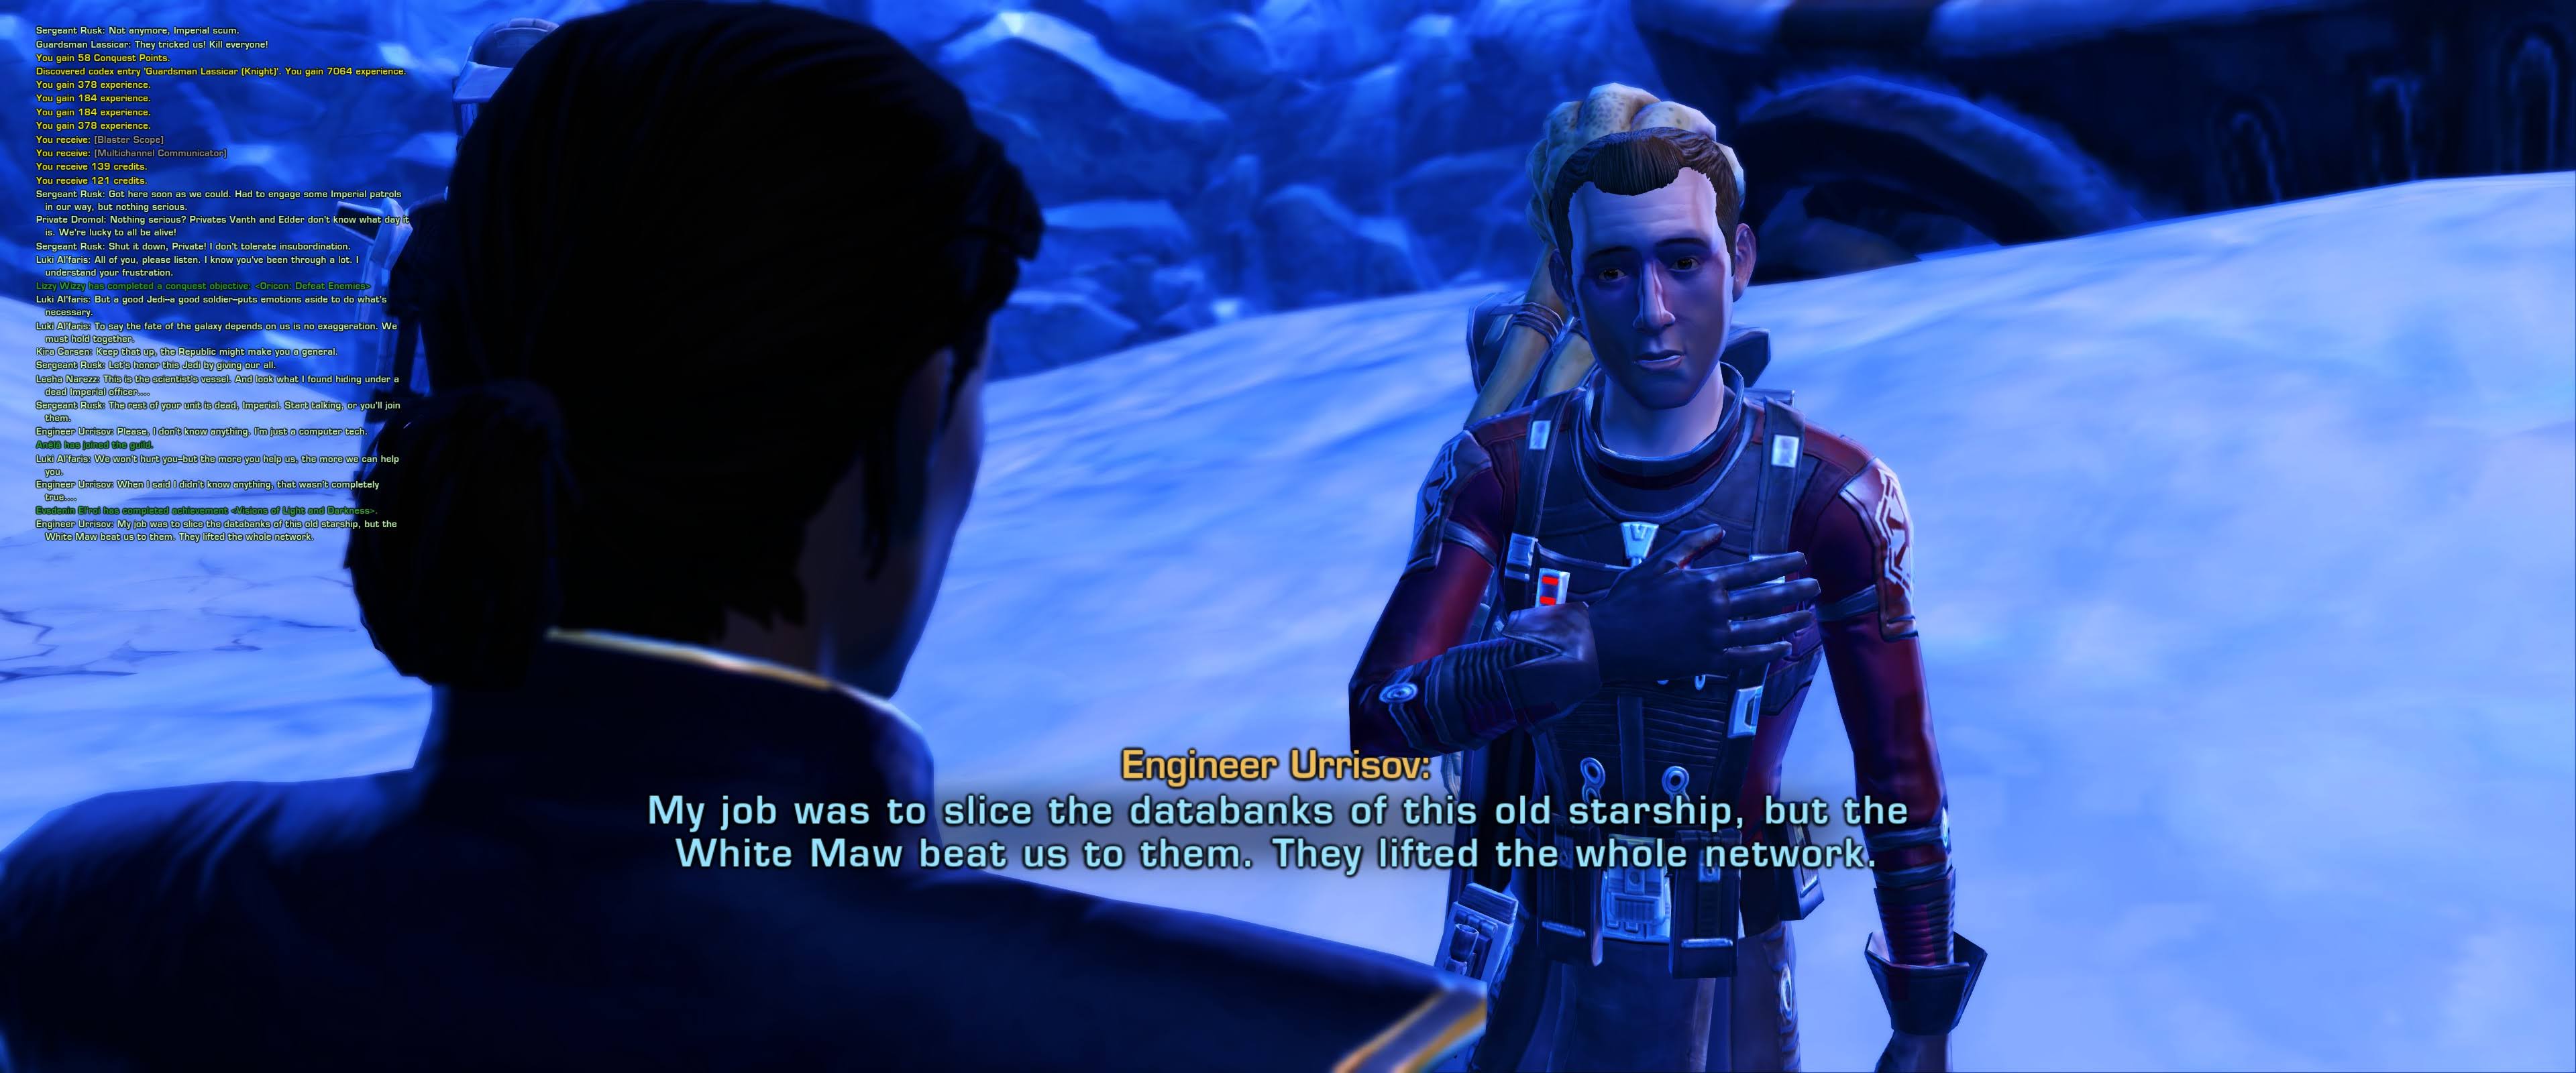 Sergeant Rusk: Not anymore, Imperial scum.
Guardsman Lassicar: They tricked us! Kill everyone!
You gain 58 Conquest Points.
Discovered codex entry 'Guardsman Lassicar (Knight)'. You gain 7064 experience.
You gain 378 experience.
You gain 184 experience.
You gain 184 experience.
You gain 378 experience.
You receive: [Blaster Scope]
You receive: [Multichannel Communicator]
You receive 139 credits.
You receive 121 credits.
Sergeant Rusk: Got here soon as we could. Had to engage some Imperial patrols
in our way, but nothing serious.
Private Dromol: Nothing serious? Privates Vanth and Edder don't know what day it
is. We're lucky to all be alive!
Sergeant Rusk: Shut it down, Private! I don't tolerate insubordination.
Luki Al'faris: All of you, please listen. I know you've been through a lot. I
understand your frustration.
Lizzy Wizzy has completed a conquest objective: <Oricon: Defeat Enemies>
Luki Al'faris: But a good Jedi–a good soldier–puts emotions aside to do what's
necessary.
Luki Al'faris: To say the fate of the galaxy depends on us is no exaggeration. We
must hold together.
Kira Carsen: Keep that up, the Republic might make you a general.
Sergeant Rusk: Let's honor this Jedi by giving our all.
Leeha Narezz: This is the scientist's vessel. And look what I found hiding under a
dead Imperial officer....
Sergeant Rusk: The rest of your unit is dead, Imperial. Start talking, or you'll join
them.
Engineer Urrisov: Please, I don't know anything. I'm just a computer tech.
has joined the guild.
Luki Al'faris: We won't hurt you–but the more you help us, the more we can help
you.
Engineer Urrisov: When I said I didn't know anything, that wasn't completely
true....
Evsdenin El'roi has completed achievement <Visions of Light and Darkness>.
Engineer Urrisov: My job was to slice the databanks of this old starship, but the
White Maw beat us to them. They lifted the whole network.
Engineer Urrisov:
My job was to slice the databanks of this old starship, but the
White Maw beat us to them. They lifted the whole network.